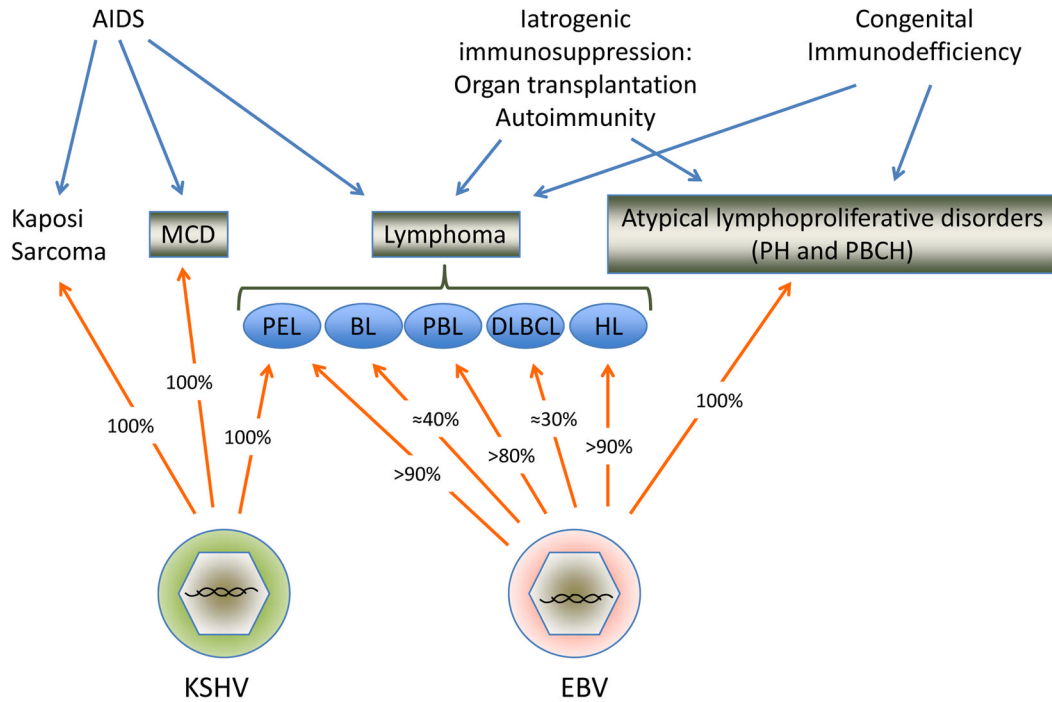 AIDS
Iatrogenic
immunosuppression:
Organ transplantation
Autoimmunity
Congenital
Immunodeficiency
Kaposi
Sarcoma
MCD
Lymphoma
Atypical lymphoproliferative disorders
(PH and PBCH)
PEL
BL
PBL
DLBCL
HL
100%
100%
100%
>90%
≈40%
>80%
≈30%
>90%
100%
KSHV
EBV